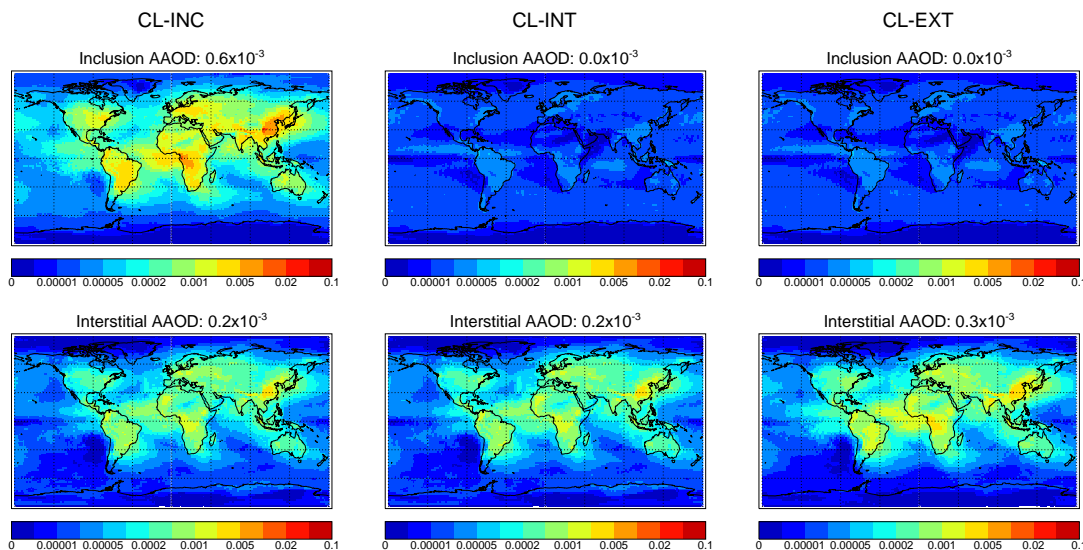 CL-INC CL-INT CL-EXT
Inclusion AAOD: 0.6x10⁻³ Inclusion AAOD: 0.0x10⁻³ Inclusion AAOD: 0.0x10⁻³
0 0.00001 0.00005 0.0002 0.001 0.005 0.02 0.1 0 0.00001 0.00005 0.0002 0.001 0.005 0.02 0.1 0 0.00001 0.00005 0.0002 0.001 0.005 0.02 0.1
Interstitial AAOD: 0.2x10⁻³ Interstitial AAOD: 0.2x10⁻³ Interstitial AAOD: 0.3x10⁻³
0 0.00001 0.00005 0.0002 0.001 0.005 0.02 0.1 0 0.00001 0.00005 0.0002 0.001 0.005 0.02 0.1 0 0.00001 0.00005 0.0002 0.001 0.005 0.02 0.1